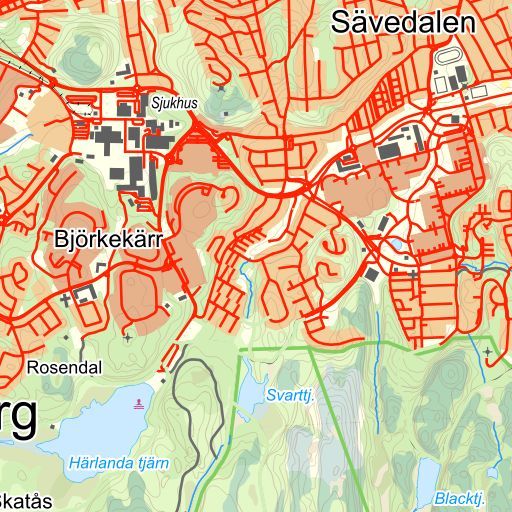 Sävedalen
Sjukhus
Björkekärr
Rosendal
Svarttj.
rg
Härlanda tjärn
Skatås
Blacktj.